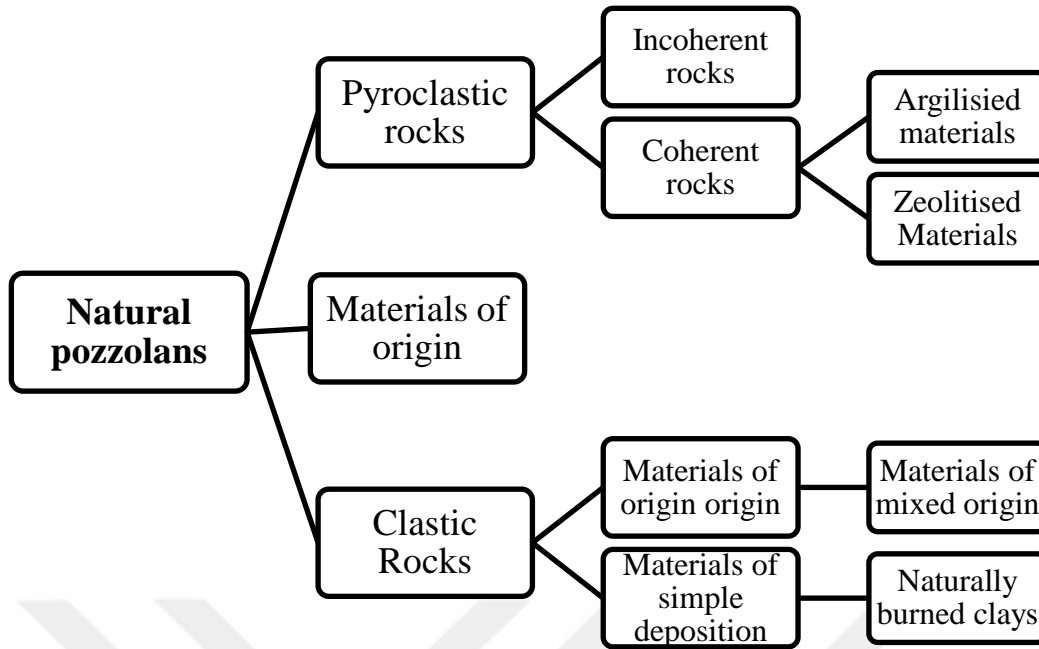 Natural
pozzolans
Pyroclastic
rocks
Incoherent
rocks
Coherent
rocks
Argilisied
materials
Zeolitised
Materials
Materials of
origin
Clastic
Rocks
Materials of
origin origin
Materials of
mixed origin
Materials of
simple
deposition
Naturally
burned clays